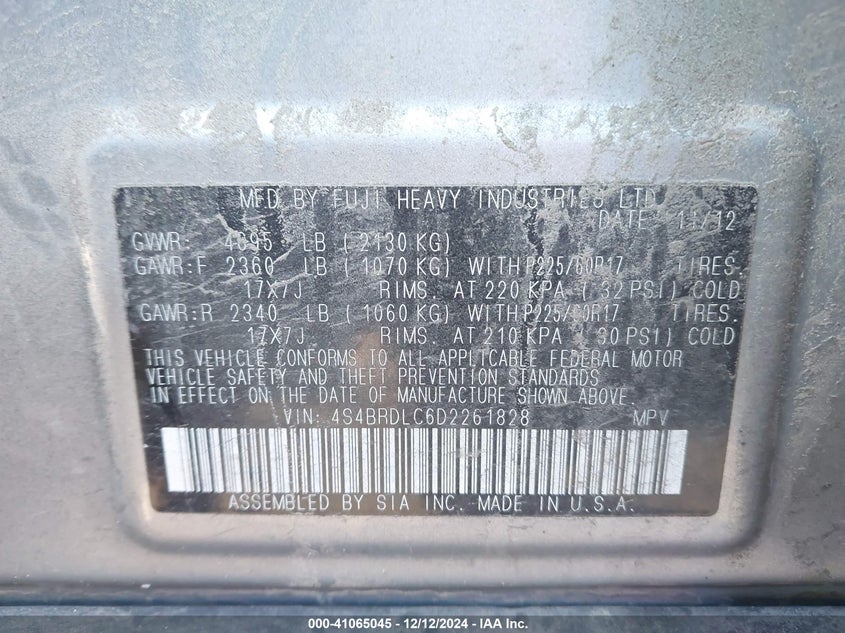 MFD BY FUJI HEAVY INDUSTRIES LTD
DATE: 11/12
GVWR: 4695 LB (2130 KG)
GAWR:F 2360 LB (1070 KG) WITH P225/60R17 TIRES.
17X7J RIMS. AT 220 KPA (32 PSI) COLD
GAWR:R 2340 LB (1060 KG) WITH P225/60R17 TIRES.
17X7J RIMS. AT 210 KPA (30 PSI) COLD
THIS VEHICLE CONFORMS TO ALL APPLICABLE FEDERAL MOTOR
VEHICLE SAFETY AND THEFT PREVENTION STANDARDS
IN EFFECT ON THE DATE OF MANUFACTURE SHOWN ABOVE.
VIN: 4S4BRDLC6D2261828 MPV
ASSEMBLED BY SIA INC. MADE IN U.S.A.
000-41065045 - 12/12/2024 - IAA Inc.